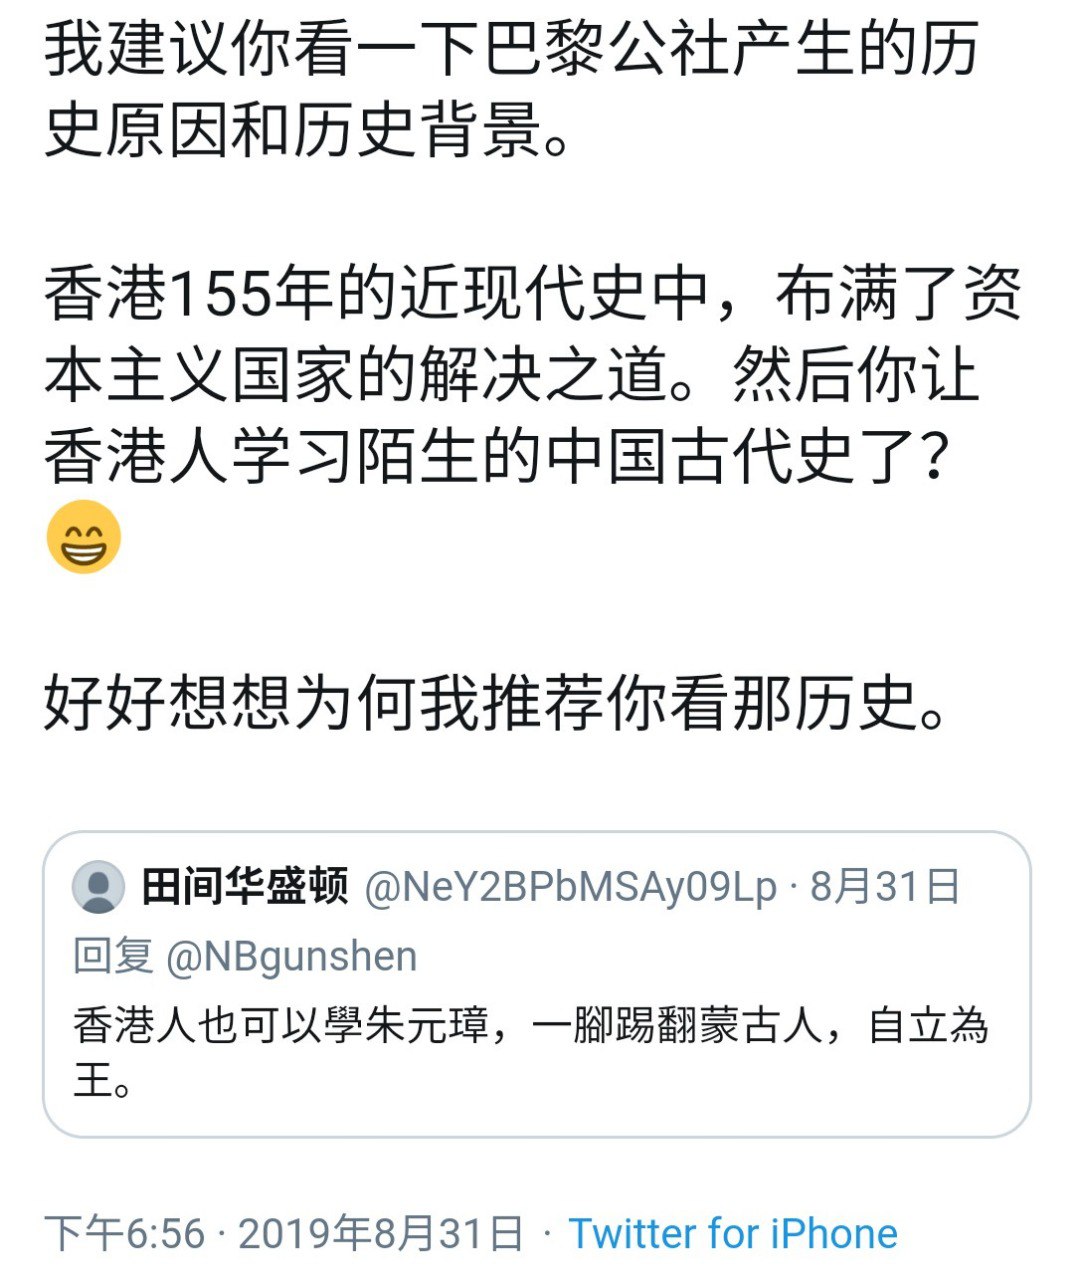 我建议你看一下巴黎公社产生的历
史原因和历史背景。
香港155年的近现代史中，布满了资
本主义国家的解决之道。然后你让
香港人学习陌生的中国古代史了？
😁
好好想想为何我推荐你看那历史。
田间华盛顿 @NeY2BPbMSAy09Lp · 8月31日
回复 @NBgunshen
香港人也可以學朱元璋，一腳踢翻蒙古人，自立為
王。
下午6:56 · 2019年8月31日 · Twitter for iPhone